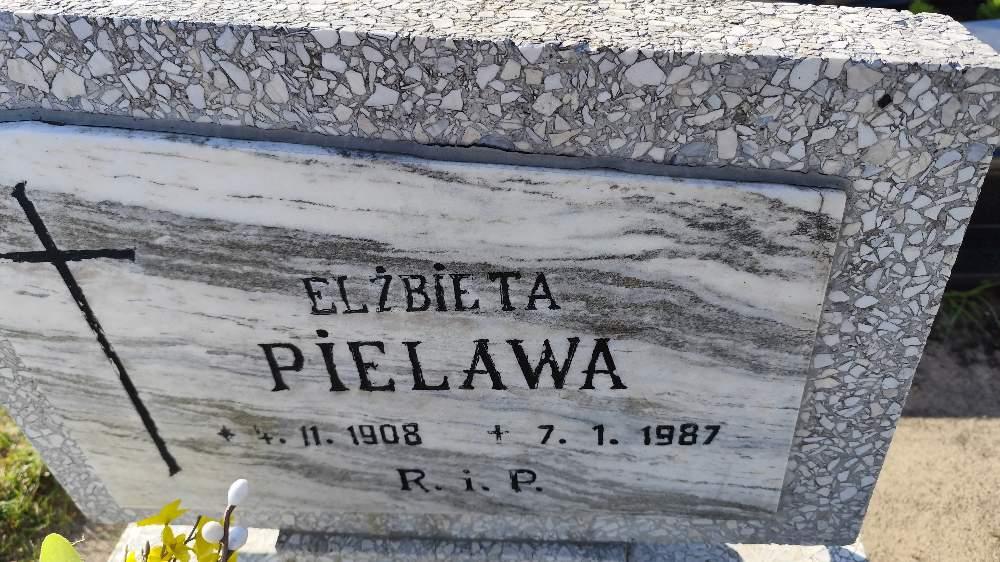 ELŻBiETA
PiELAWA
* 4. 11. 1908 + 7. 1. 1987
R. i. P.